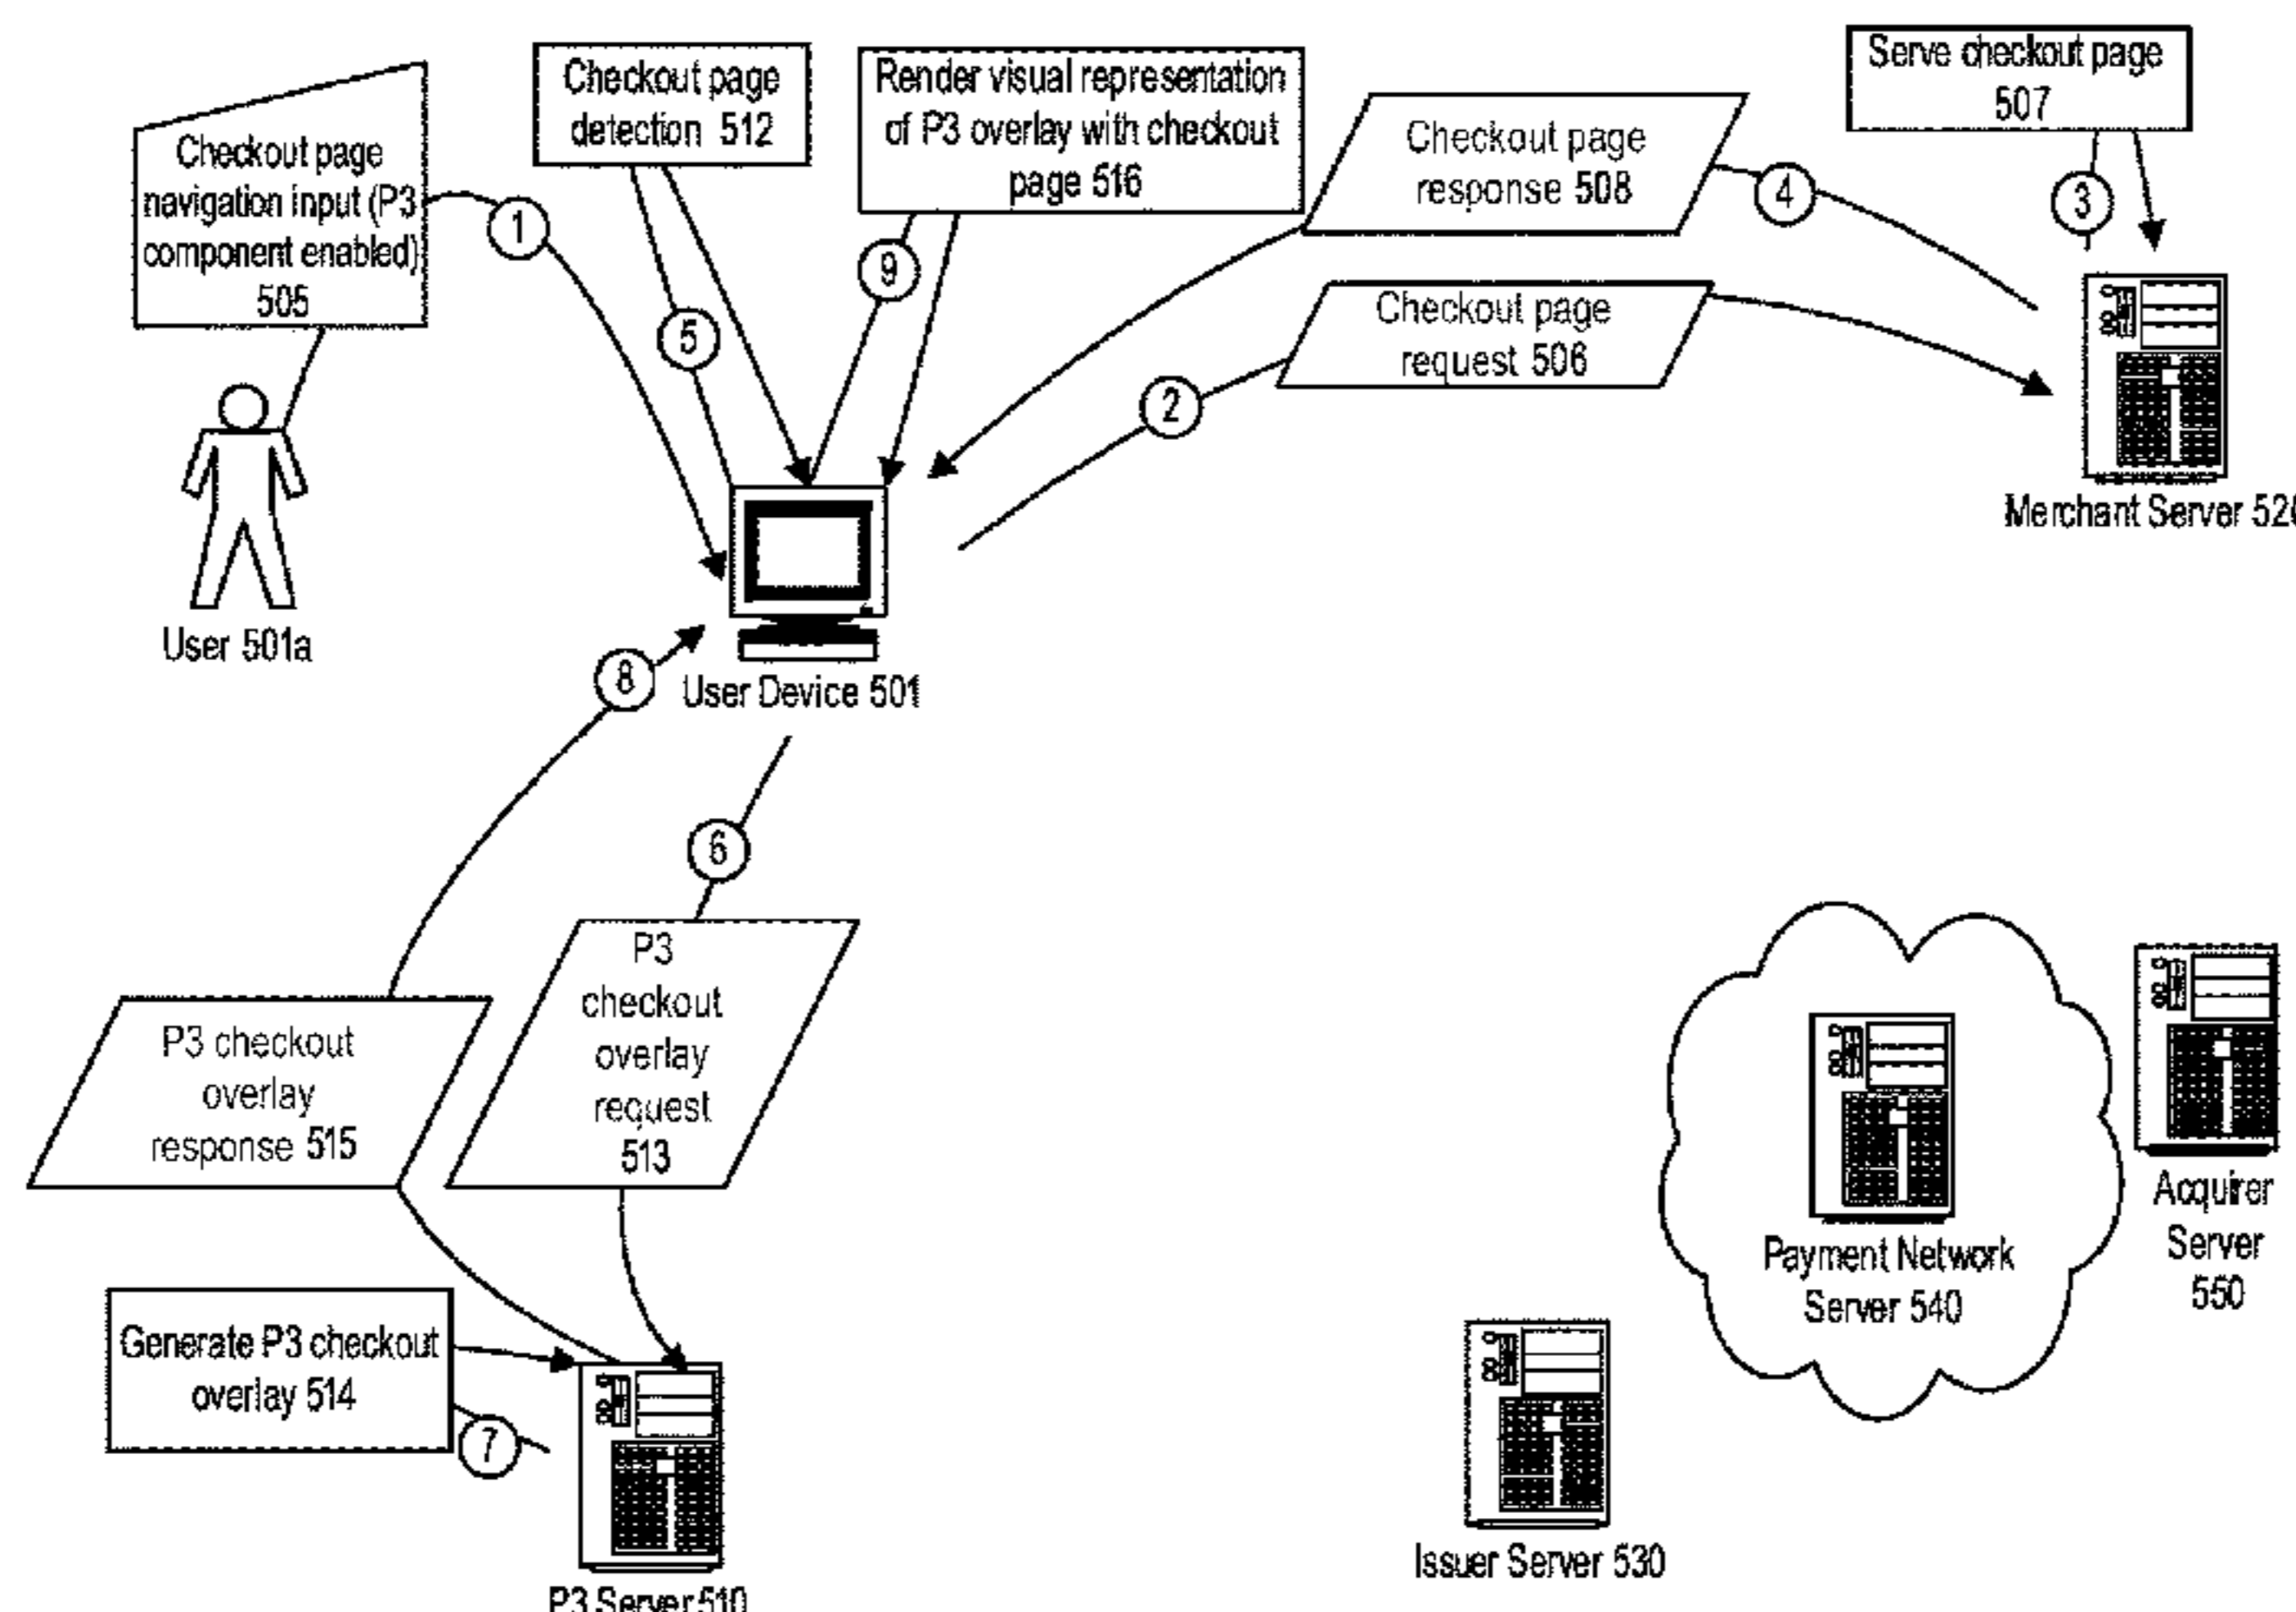 Checkout page
navigation input (P3
component enabled)
505
1
User 501a
Checkout page
detection 512
5
Render visual representation
of P3 overlay with checkout
page 516
9
Checkout page
response 508
4
Serve checkout page
507
3
Checkout page
request 506
2
Merchant Server
User Device 501
8
6
P3
checkout
overlay
request
513
P3 checkout
overlay
response 515
Generate P3 checkout
overlay 514
7
P3 Server 510
Issuer Server 530
Payment Network
Server 540
Acquirer
Server
550